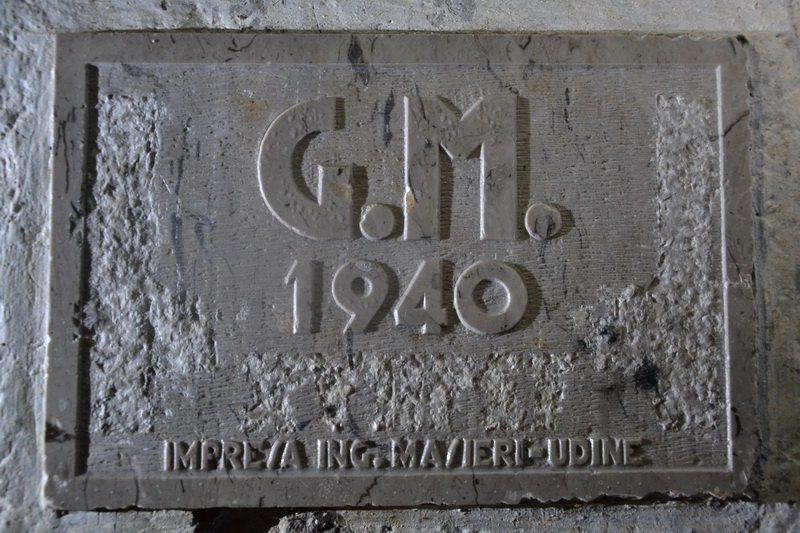 G.M.
1940
IMPRESA ING. MASIERI-UDINE